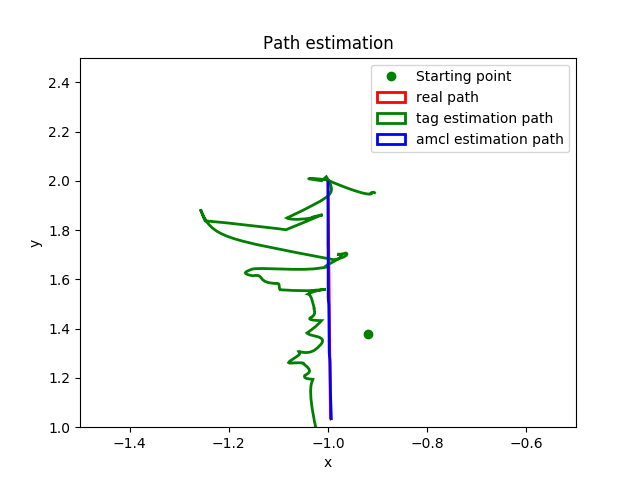 Path estimation
Starting point
real path
tag estimation path
amcl estimation path
y
2.4
2.2
2.0
1.8
1.6
1.4
1.2
1.0
−1.4
−1.2
−1.0
−0.8
−0.6
x